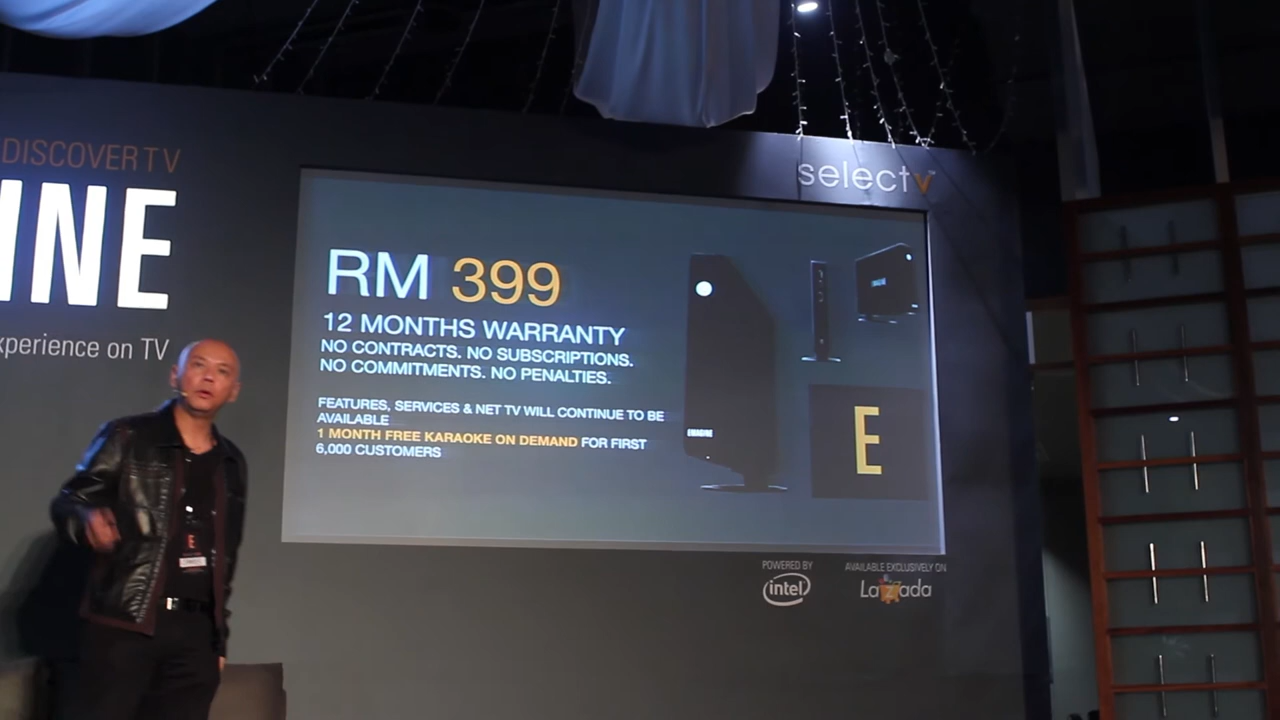 DISCOVER TV
INE
xperience on TV
selectv
RM 399
12 MONTHS WARRANTY
NO CONTRACTS. NO SUBSCRIPTIONS.
NO COMMITMENTS. NO PENALTIES.
FEATURES, SERVICES & NET TV WILL CONTINUE TO BE
AVAILABLE
1 MONTH FREE KARAOKE ON DEMAND FOR FIRST
6,000 CUSTOMERS
EMAGINE
E
E
POWERED BY
intel
AVAILABLE EXCLUSIVELY ON
Lazada